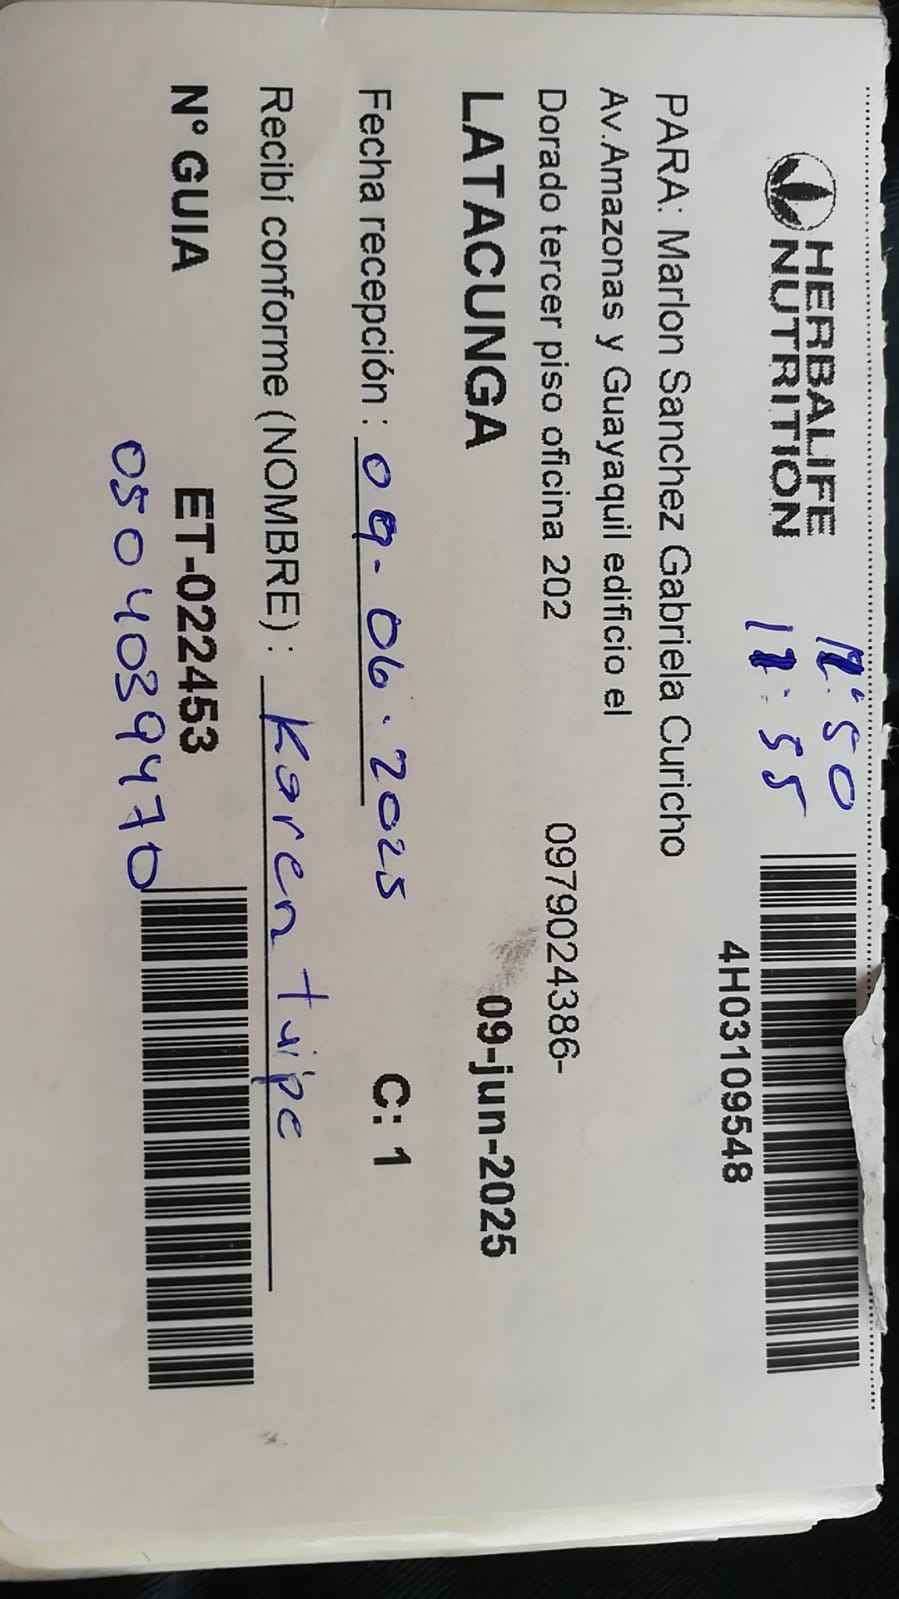 HERBALIFE
NUTRITION
12:50
11:55
4H03109548
PARA: Marlon Sanchez Gabriela Curicho
Av.Amazonas y Guayaquil edificio el
Dorado tercer piso oficina 202
0979024386-
LATACUNGA
09-jun-2025
Fecha recepción : 09-06.2025
C: 1
Recibí conforme (NOMBRE) : Karen tuipe
N° GUIA
ET-022453
0504039470